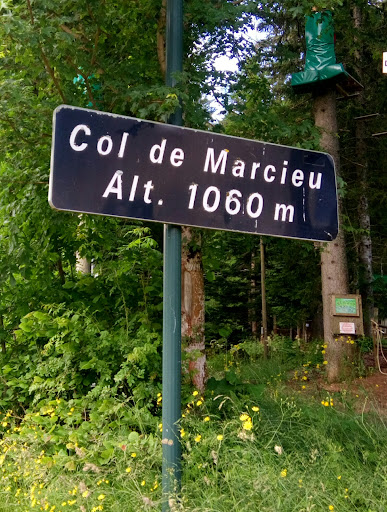 Col de Marcieu
Alt. 1060 m